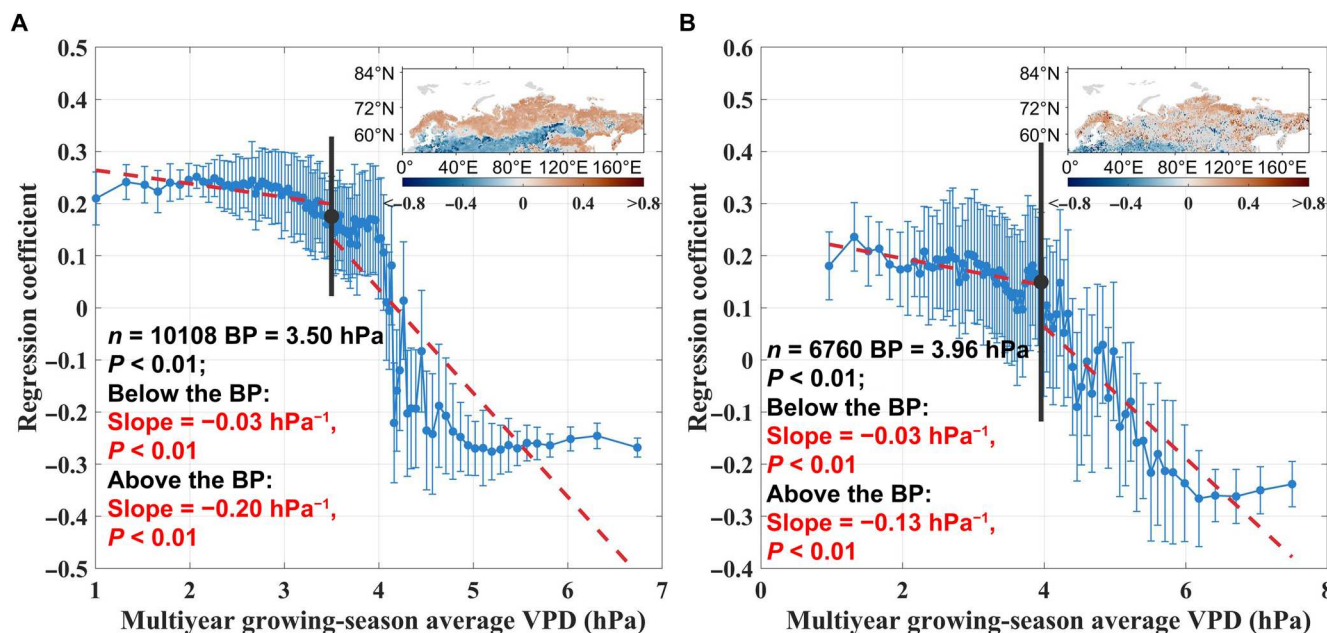 A
0.5
0.4
0.3
0.2
0.1
0
−0.1
−0.2
−0.3
−0.4
−0.5
Regression coefficient
1 2 3 4 5 6 7
Multiyear growing-season average VPD (hPa)
84°N
72°N
60°N
0 40°E 80°E 120°E 160°E
<−0.8 −0.4 0 0.4 >0.8
n = 10108 BP = 3.50 hPa
P < 0.01;
Below the BP:
Slope = −0.03 hPa⁻¹,
P < 0.01
Above the BP:
Slope = −0.20 hPa⁻¹,
P < 0.01
B
0.6
0.5
0.4
0.3
0.2
0.1
0
−0.1
−0.2
−0.3
−0.4
Regression coefficient
0 2 4 6 8
Multiyear growing-season average VPD (hPa)
84°N
72°N
60°N
0 40°E 80°E 120°E 160°E
<−0.8 −0.4 0 0.4 >0.8
n = 6760 BP = 3.96 hPa
P < 0.01;
Below the BP:
Slope = −0.03 hPa⁻¹,
P < 0.01
Above the BP:
Slope = −0.13 hPa⁻¹,
P < 0.01